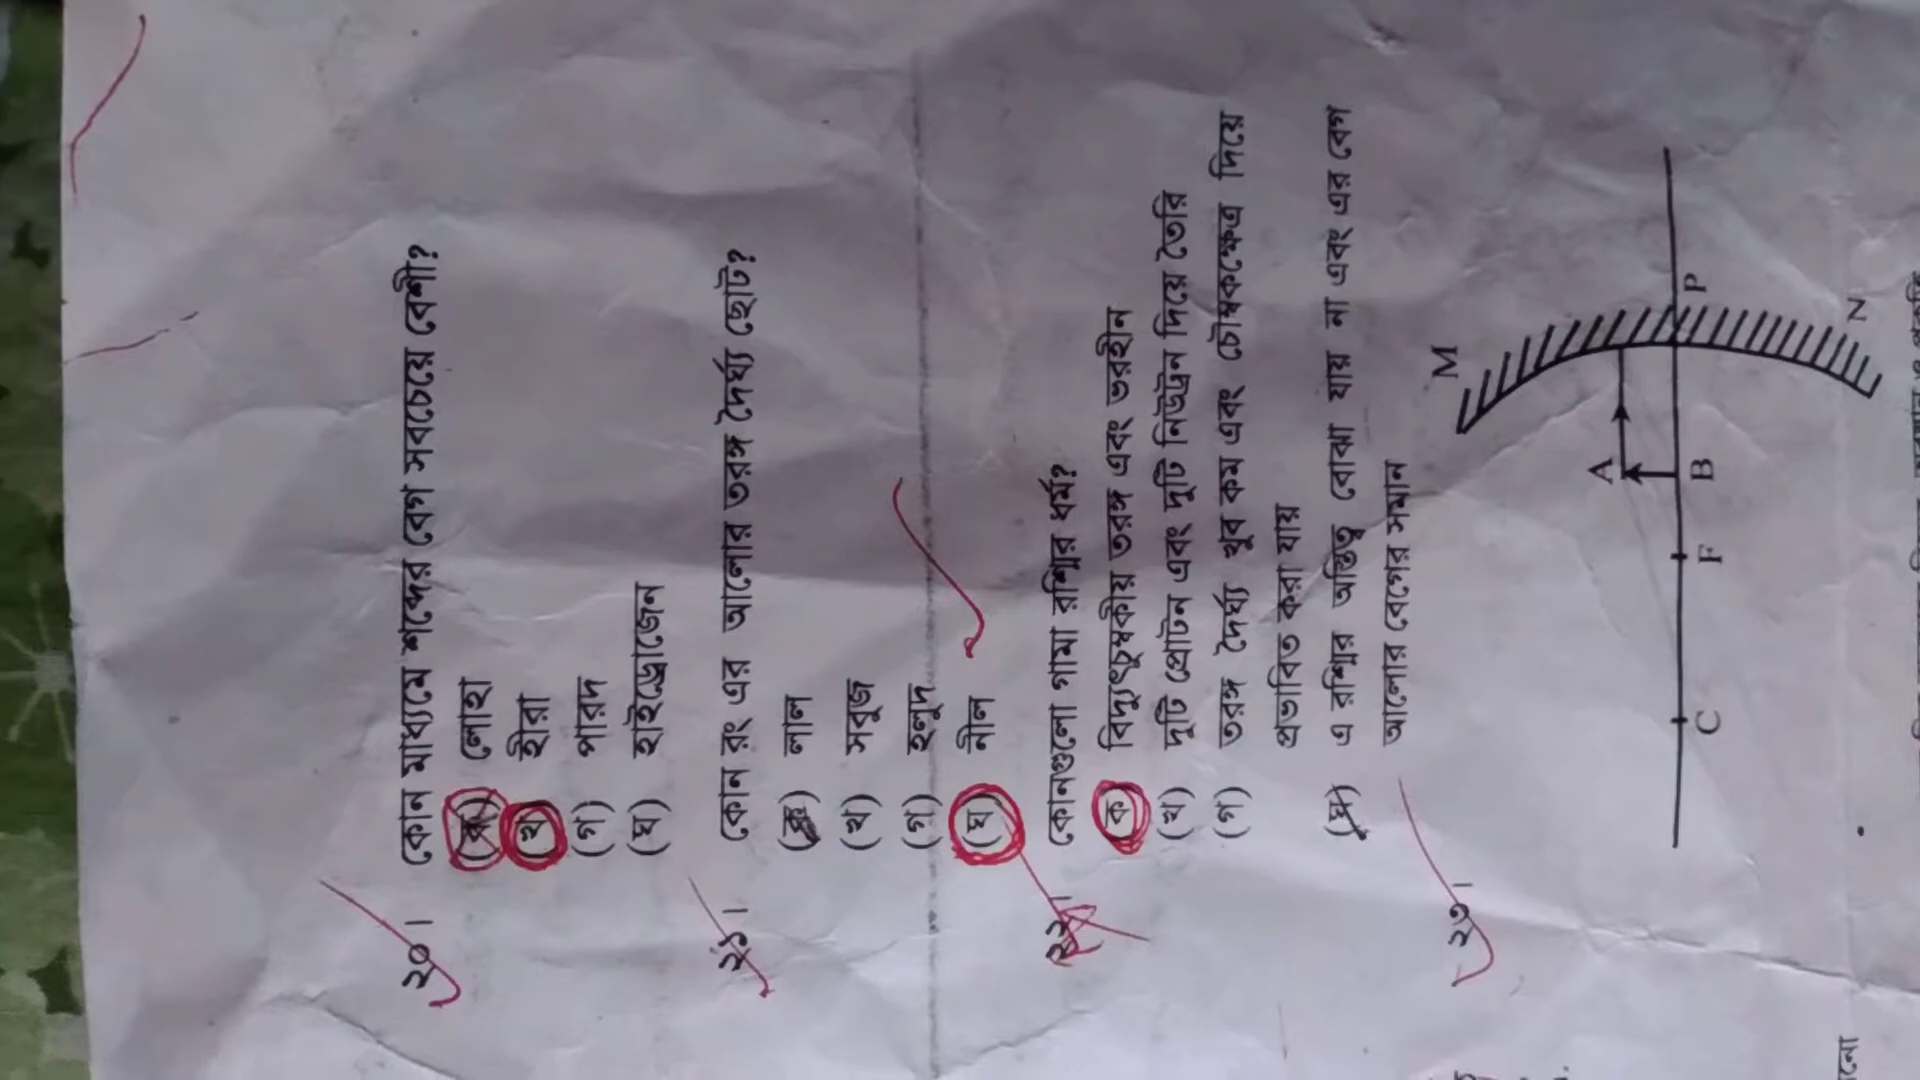 ২০। কোন মাধ্যমে শব্দের বেগ সবচেয়ে বেশী?
(ক) লোহা
(খ) হীরা
(গ) পারদ
(ঘ) হাইড্রোজেন
২১। কোন রং এর আলোর তরঙ্গ দৈর্ঘ্য ছোট?
(ক) লাল
(খ) সবুজ
(গ) হলুদ
(ঘ) নীল
২২। কোনগুলো গামা রশ্মির ধর্ম?
(ক) বিদ্যুৎচুম্বকীয় তরঙ্গ এবং ভরহীন
(খ) দুটি প্রোটন এবং দুটি নিউট্রন দিয়ে তৈরি
(গ) তরঙ্গ দৈর্ঘ্য খুব কম এবং চৌম্বকক্ষেত্র দিয়ে
প্রভাবিত করা যায়
(ঘ) এ রশ্মির অস্তিত্ব বোঝা যায় না এবং এর বেগ
আলোর বেগের সমান
২৩।
M
A
C F B P
N